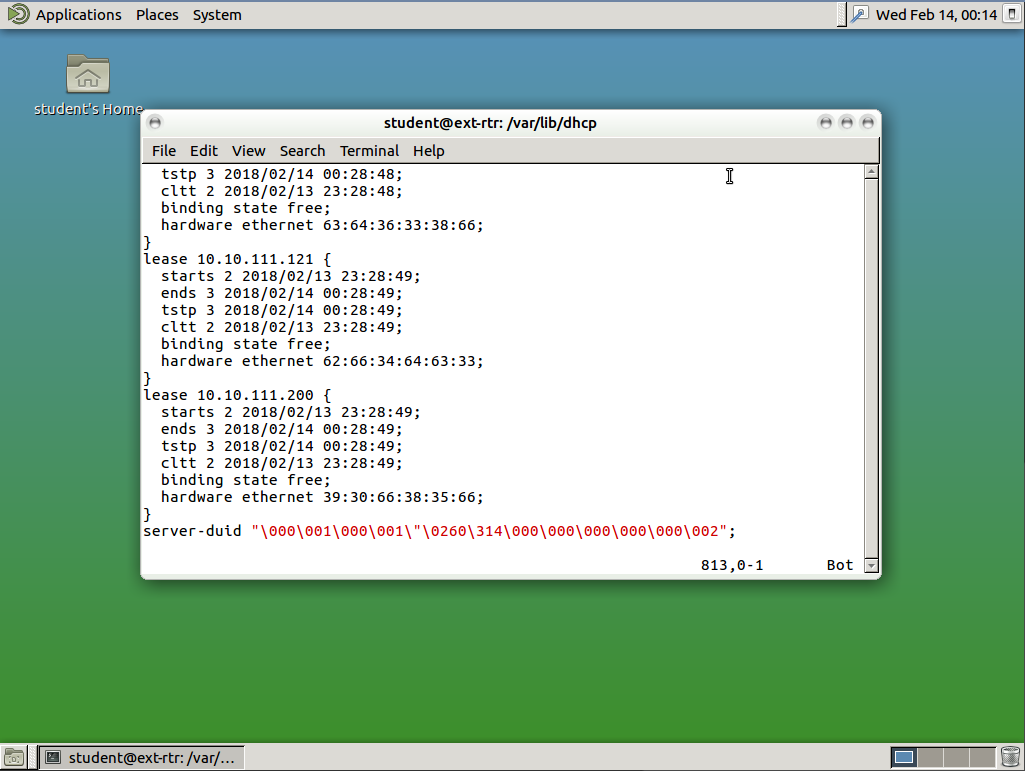 Applications Places System
Wed Feb 14, 00:14
student's Home
student@ext-rtr: /var/lib/dhcp
File Edit View Search Terminal Help
tstp 3 2018/02/14 00:28:48;
cltt 2 2018/02/13 23:28:48;
binding state free;
hardware ethernet 63:64:36:33:38:66;
}
lease 10.10.111.121 {
starts 2 2018/02/13 23:28:49;
ends 3 2018/02/14 00:28:49;
tstp 3 2018/02/14 00:28:49;
cltt 2 2018/02/13 23:28:49;
binding state free;
hardware ethernet 62:66:34:64:63:33;
}
lease 10.10.111.200 {
starts 2 2018/02/13 23:28:49;
ends 3 2018/02/14 00:28:49;
tstp 3 2018/02/14 00:28:49;
cltt 2 2018/02/13 23:28:49;
binding state free;
hardware ethernet 39:30:66:38:35:66;
}
server-duid "\000\001\000\001\"\0260\314\000\000\000\000\000\002";
813,0-1 Bot
student@ext-rtr: /var/...